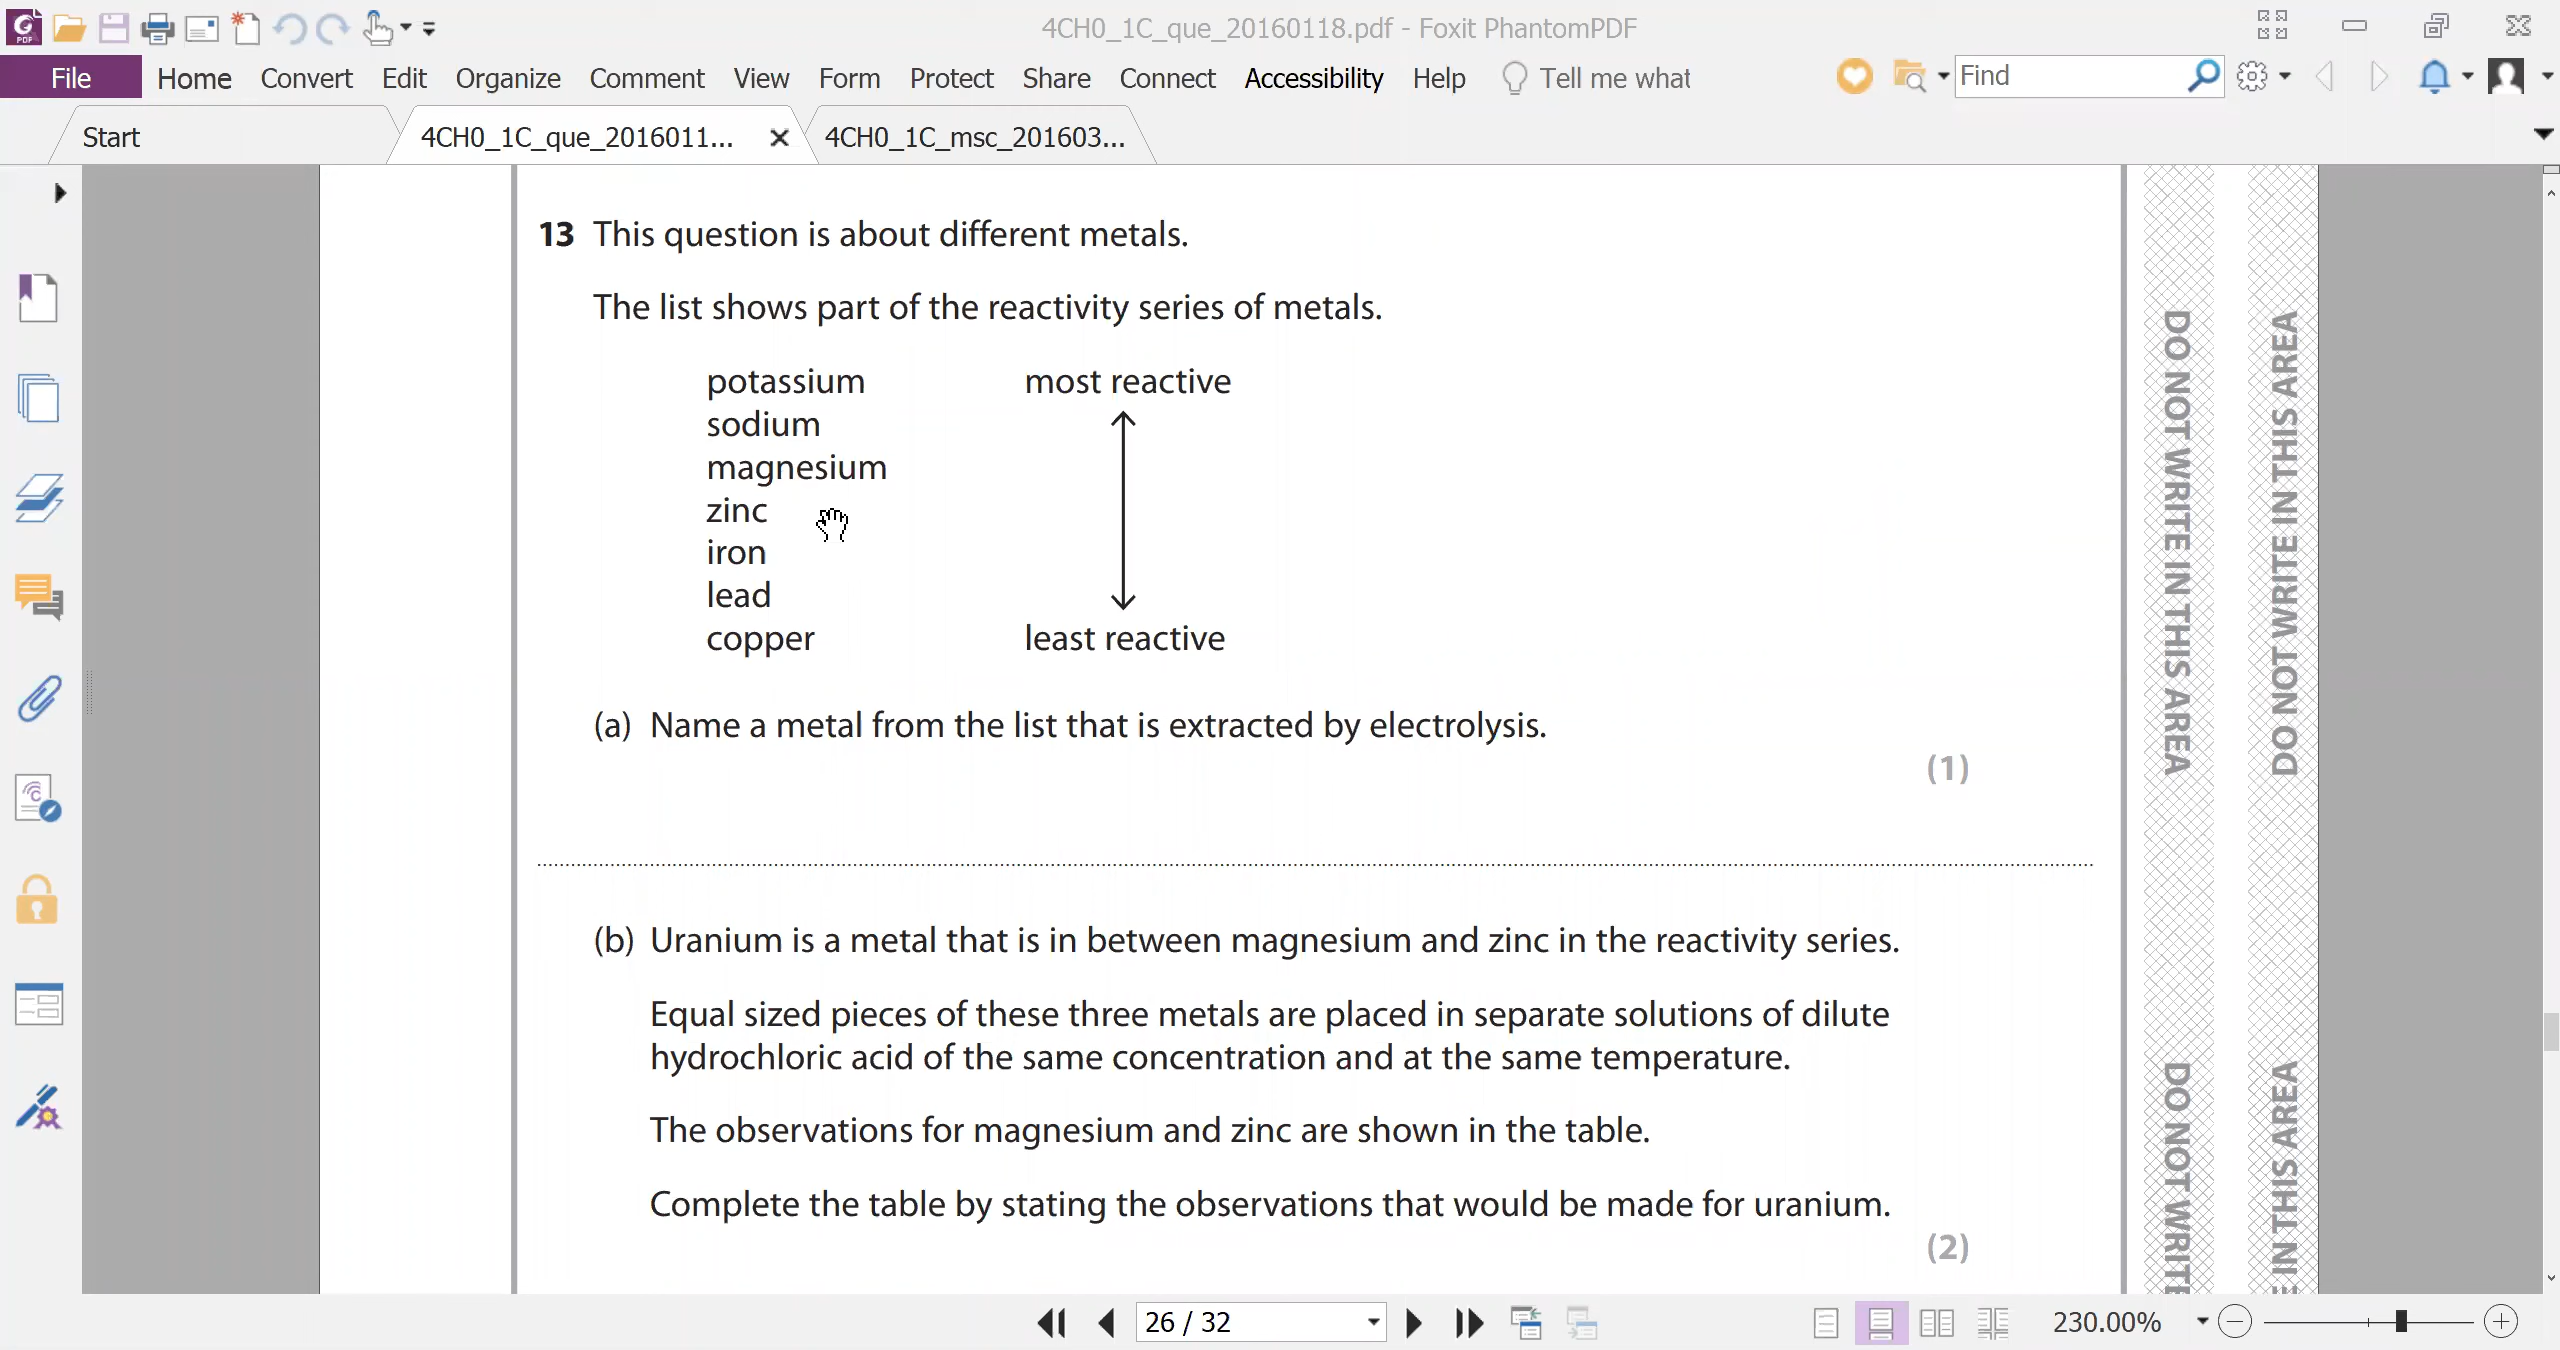 4CH0_1C_que_20160118.pdf - Foxit PhantomPDF
File Home Convert Edit Organize Comment View Form Protect Share Connect Accessibility Help Tell me what Find
Start 4CH0_1C_que_2016011... 4CH0_1C_msc_201603...
13 This question is about different metals.
The list shows part of the reactivity series of metals.
potassium most reactive
sodium
magnesium
zinc
iron
lead
copper least reactive
(a) Name a metal from the list that is extracted by electrolysis.
(1)
(b) Uranium is a metal that is in between magnesium and zinc in the reactivity series.
Equal sized pieces of these three metals are placed in separate solutions of dilute
hydrochloric acid of the same concentration and at the same temperature.
The observations for magnesium and zinc are shown in the table.
Complete the table by stating the observations that would be made for uranium.
(2)
DO NOT WRITE IN THIS AREA
DO NOT WRITE IN THIS AREA
DO NOT WRITE
IN THIS AREA
26 / 32
230.00%